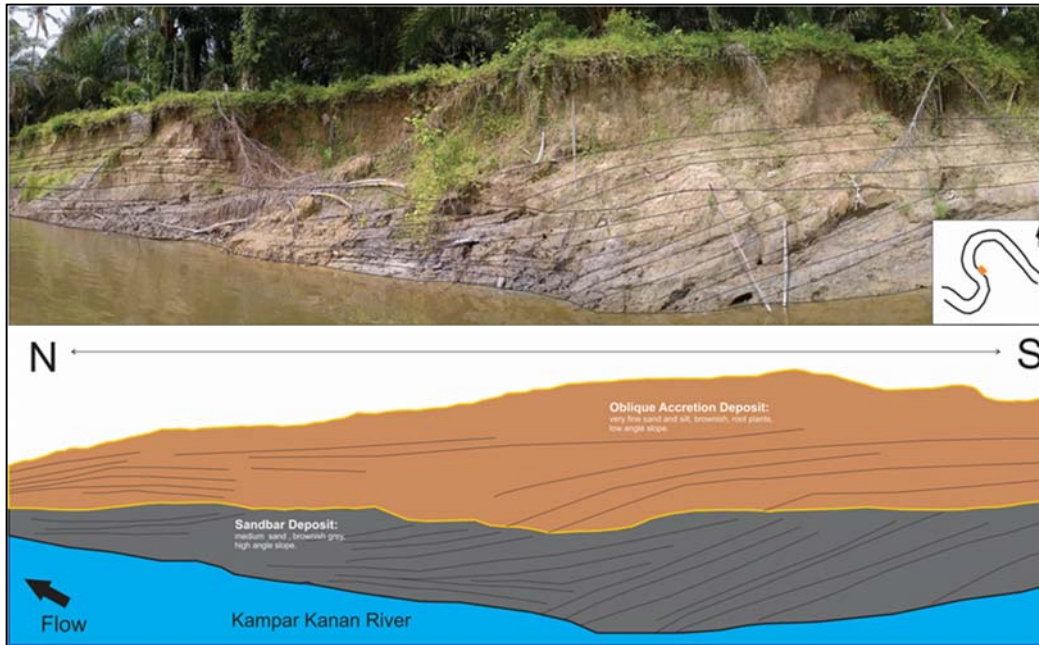 N
S
Oblique Accretion Deposit:
very fine sand and silt, brownish, root plants,
low angle slope.
Sandbar Deposit:
medium sand , brownish grey,
high angle slope.
Flow
Kampar Kanan River